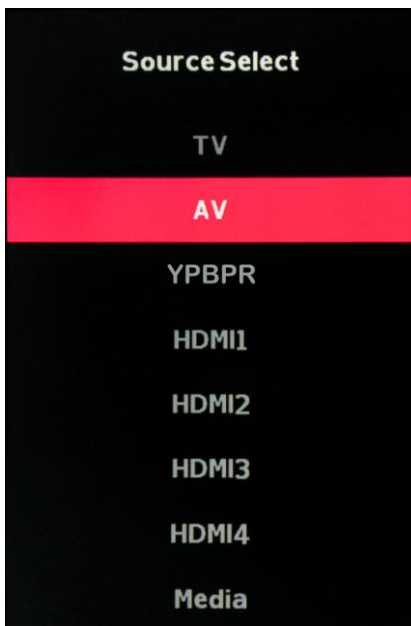 Source Select
TV
AV
YPBPR
HDMI1
HDMI2
HDMI3
HDMI4
Media